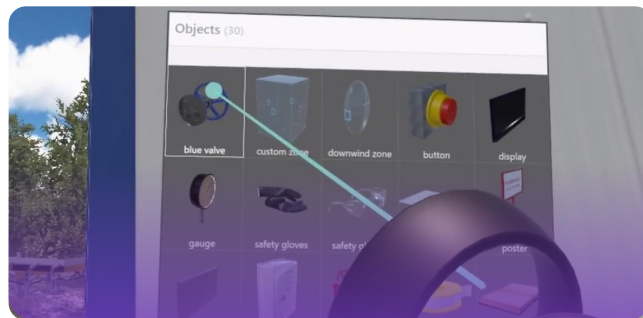 Objects (30)
blue valve
custom zone
downwind zone
button
display
gauge
safety gloves
poster